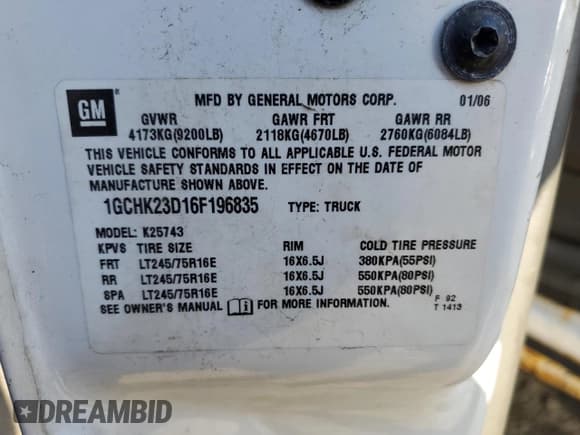 GM
MFD BY GENERAL MOTORS CORP. 01/06
GVWR GAWR FRT GAWR RR
4173KG(9200LB) 2118KG(4670LB) 2760KG(6084LB)
THIS VEHICLE CONFORMS TO ALL APPLICABLE U.S. FEDERAL MOTOR
VEHICLE SAFETY STANDARDS IN EFFECT ON THE DATE OF
MANUFACTURE SHOWN ABOVE.
1GCHK23D16F196835 TYPE: TRUCK
MODEL: K25743
KPVS TIRE SIZE RIM COLD TIRE PRESSURE
FRT LT245/75R16E 16X6.5J 380KPA(55PSI)
RR LT245/75R16E 16X6.5J 550KPA(80PSI)
SPA LT245/75R16E 16X6.5J 550KPA(80PSI)
SEE OWNER'S MANUAL FOR MORE INFORMATION. F 92
T 1413
DREAMBID